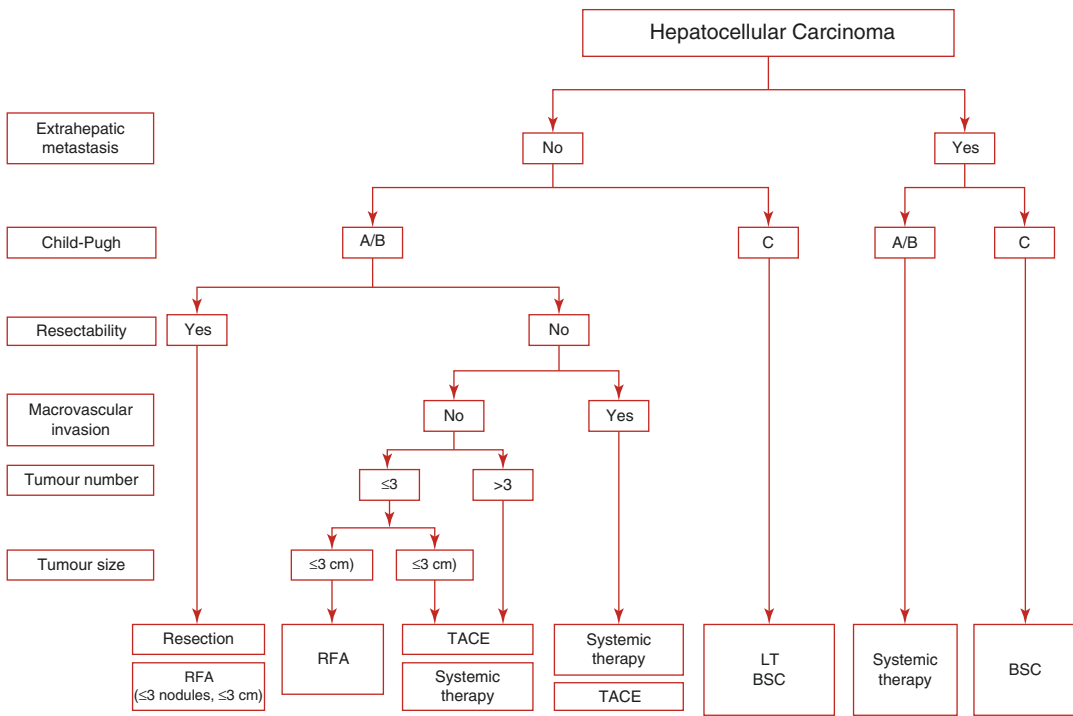 Hepatocellular Carcinoma
Extrahepatic
metastasis
No
Yes
Child-Pugh
A/B
C
A/B
C
Resectability
Yes
No
Macrovascular
invasion
No
Yes
Tumour number
≤3
>3
Tumour size
≤3 cm)
≤3 cm)
Resection
RFA
(≤3 nodules, ≤3 cm)
RFA
TACE
Systemic
therapy
Systemic
therapy
TACE
LT
BSC
Systemic
therapy
BSC